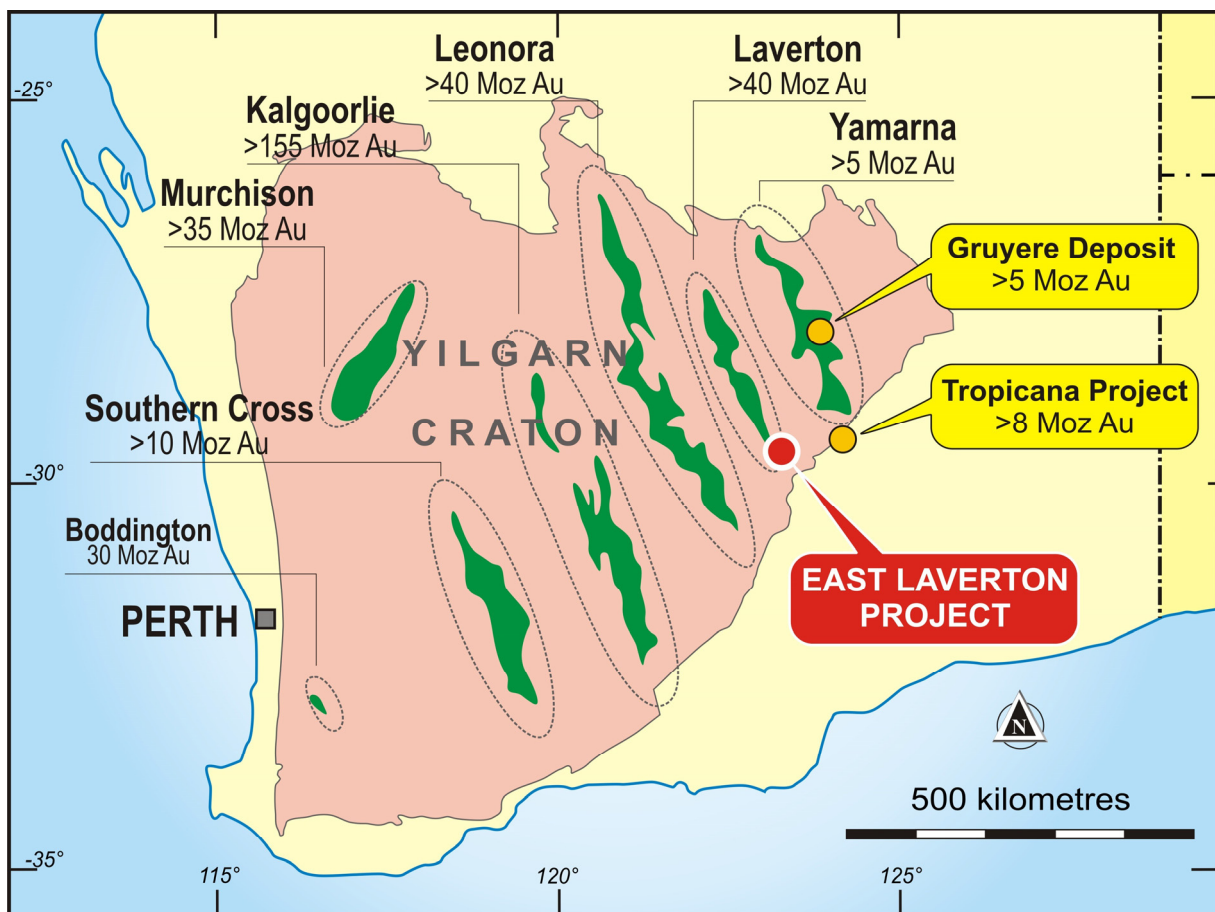 Leonora
>40 Moz Au
Laverton
>40 Moz Au
Kalgoorlie
>155 Moz Au
Yamarna
>5 Moz Au
Murchison
>35 Moz Au
Gruyere Deposit
>5 Moz Au
YILGARN
CRATON
Southern Cross
>10 Moz Au
Tropicana Project
>8 Moz Au
Boddington
30 Moz Au
EAST LAVERTON
PROJECT
PERTH
N
500 kilometres
-25°
-30°
-35°
115°
120°
125°